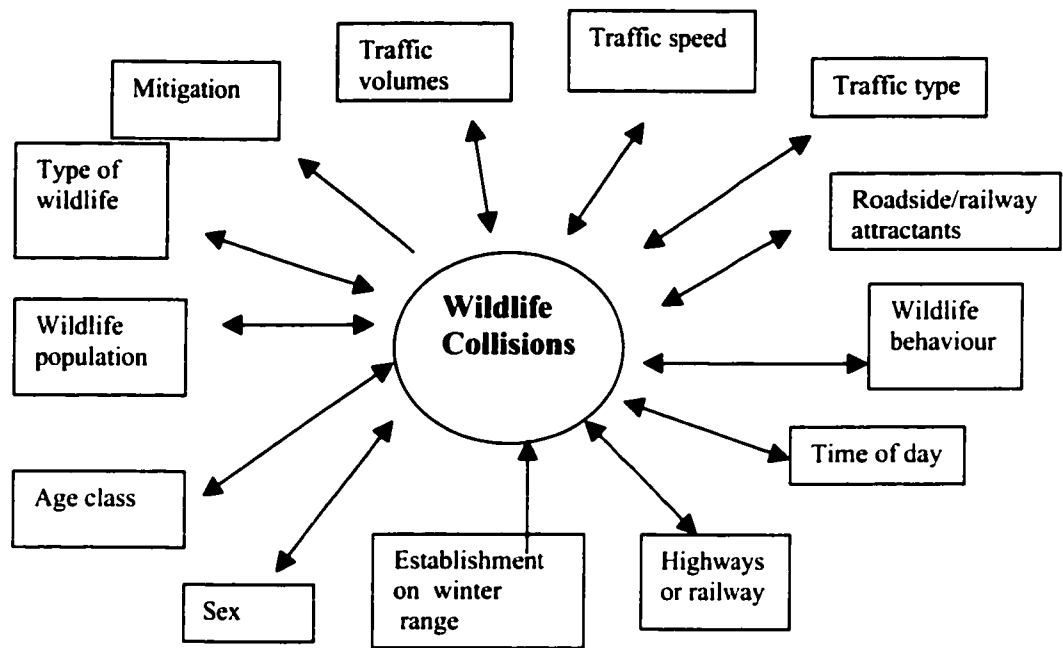 Traffic
volumes
Traffic speed
Mitigation
Traffic type
Type of
wildlife
Roadside/railway
attractants
Wildlife
Collisions
Wildlife
population
Wildlife
behaviour
Time of day
Age class
Sex
Establishment
on winter
range
Highways
or railway